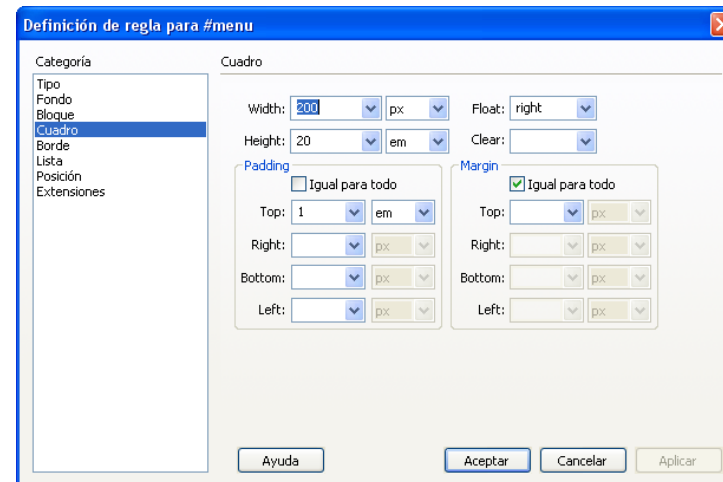 Definición de regla para #menu
Categoría
Tipo
Fondo
Bloque
Cuadro
Borde
Lista
Posición
Extensiones
Cuadro
Width: 200 px Float: right
Height: 20 em Clear:
Padding Margin
Igual para todo Igual para todo
Top: 1 em Top: px
Right: px Right: px
Bottom: px Bottom: px
Left: px Left: px
Ayuda Aceptar Cancelar Aplicar